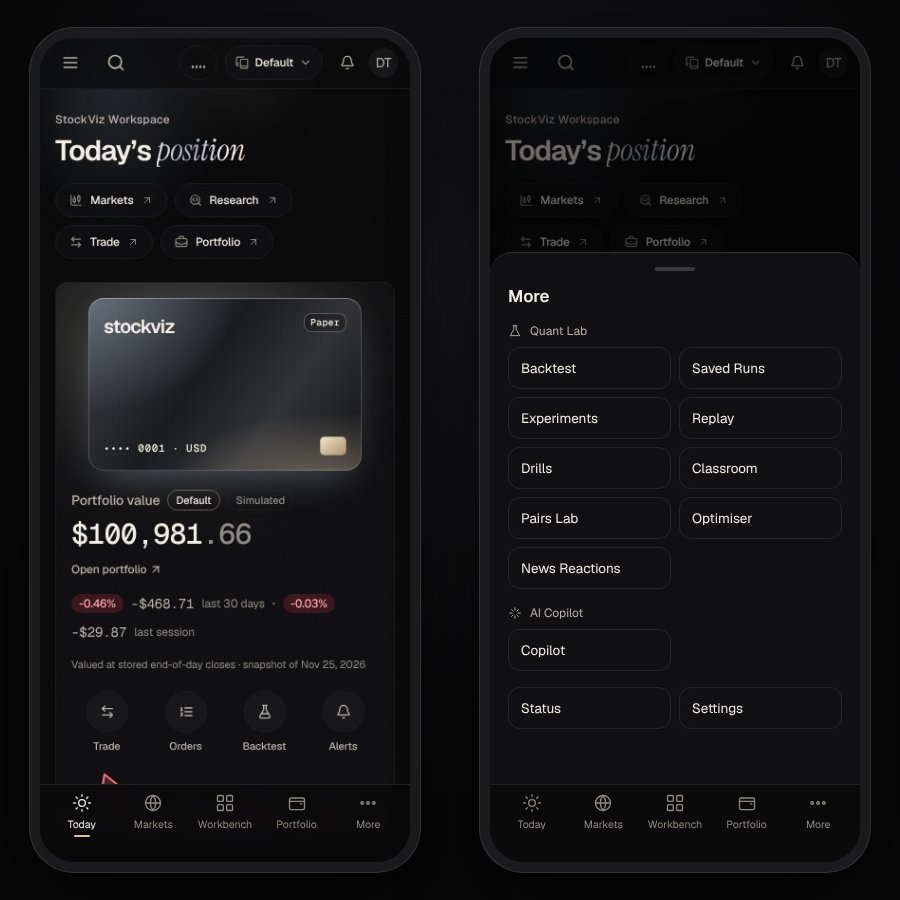 .... Default DT
StockViz Workspace
Today's position
Markets Research
Trade Portfolio
stockviz Paper
•••• 0001 · USD
Portfolio value Default Simulated
$100,981.66
Open portfolio
-0.46% -$468.71 last 30 days · -0.03%
-$29.87 last session
Valued at stored end-of-day closes · snapshot of Nov 25, 2026
Trade Orders Backtest Alerts
Today Markets Workbench Portfolio More
.... Default DT
StockViz Workspace
Today's position
Markets Research
Trade Portfolio
More
Quant Lab
Backtest Saved Runs
Experiments Replay
Drills Classroom
Pairs Lab Optimiser
News Reactions
AI Copilot
Copilot
Status Settings
Today Markets Workbench Portfolio More